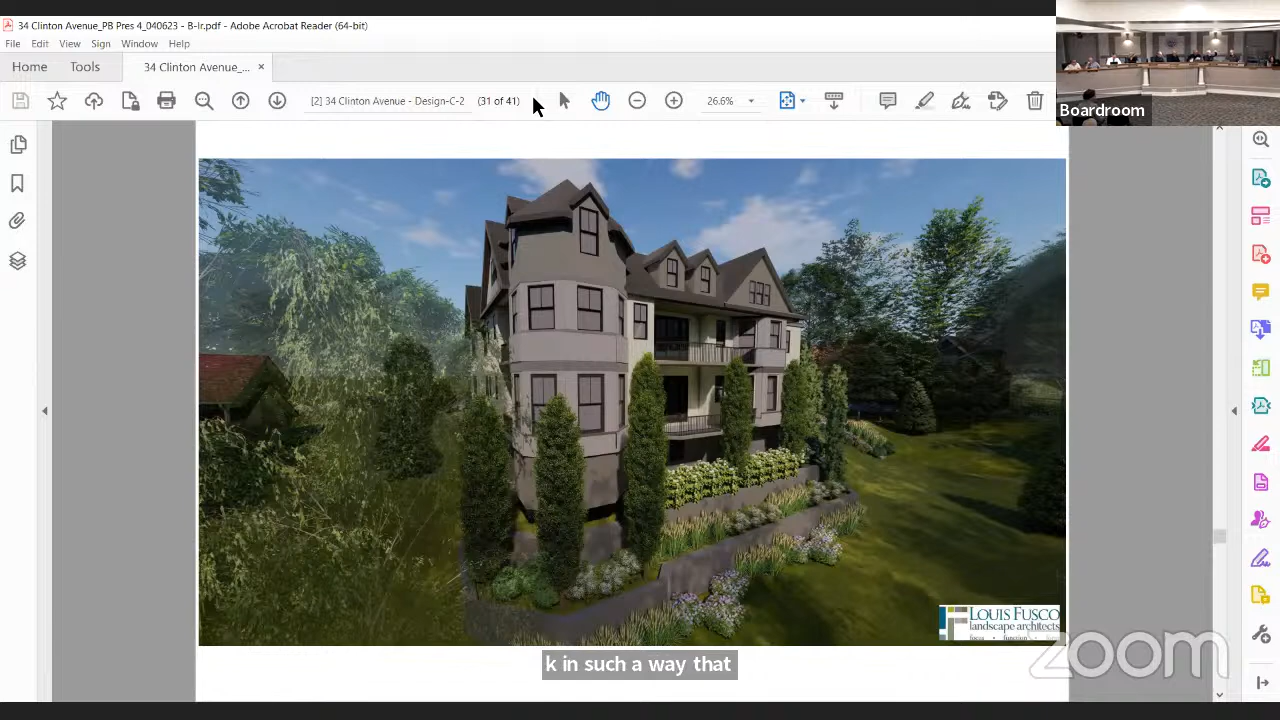 34 Clinton Avenue_PB Pres 4_040623 - B-lr.pdf - Adobe Acrobat Reader (64-bit)
File Edit View Sign Window Help
Home Tools 34 Clinton Avenue_... ×
[2] 34 Clinton Avenue - Design-C-2 (31 of 41) 26.6%
Boardroom
LOUIS FUSCO
landscape architects
focus • function •
k in such a way that
zoom